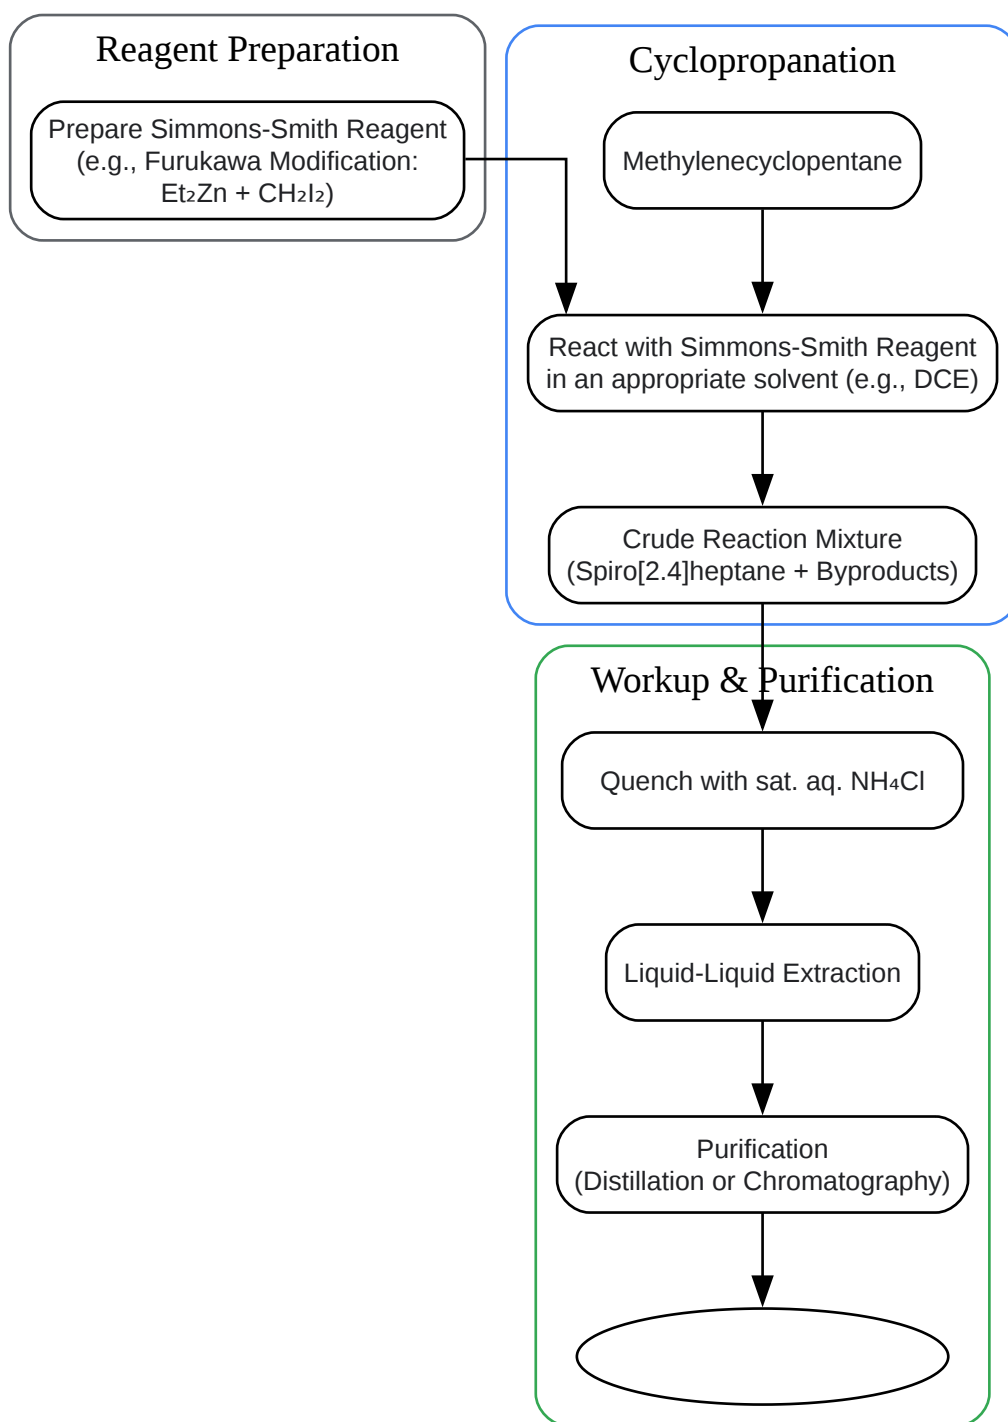 Reagent Preparation
Prepare Simmons-Smith Reagent
(e.g., Furukawa Modification:
Et₂Zn + CH₂I₂)
Cyclopropanation
Methylenecyclopentane
React with Simmons-Smith Reagent
in an appropriate solvent (e.g., DCE)
Crude Reaction Mixture
(Spiro[2.4]heptane + Byproducts)
Workup & Purification
Quench with sat. aq. NH₄Cl
Liquid-Liquid Extraction
Purification
(Distillation or Chromatography)